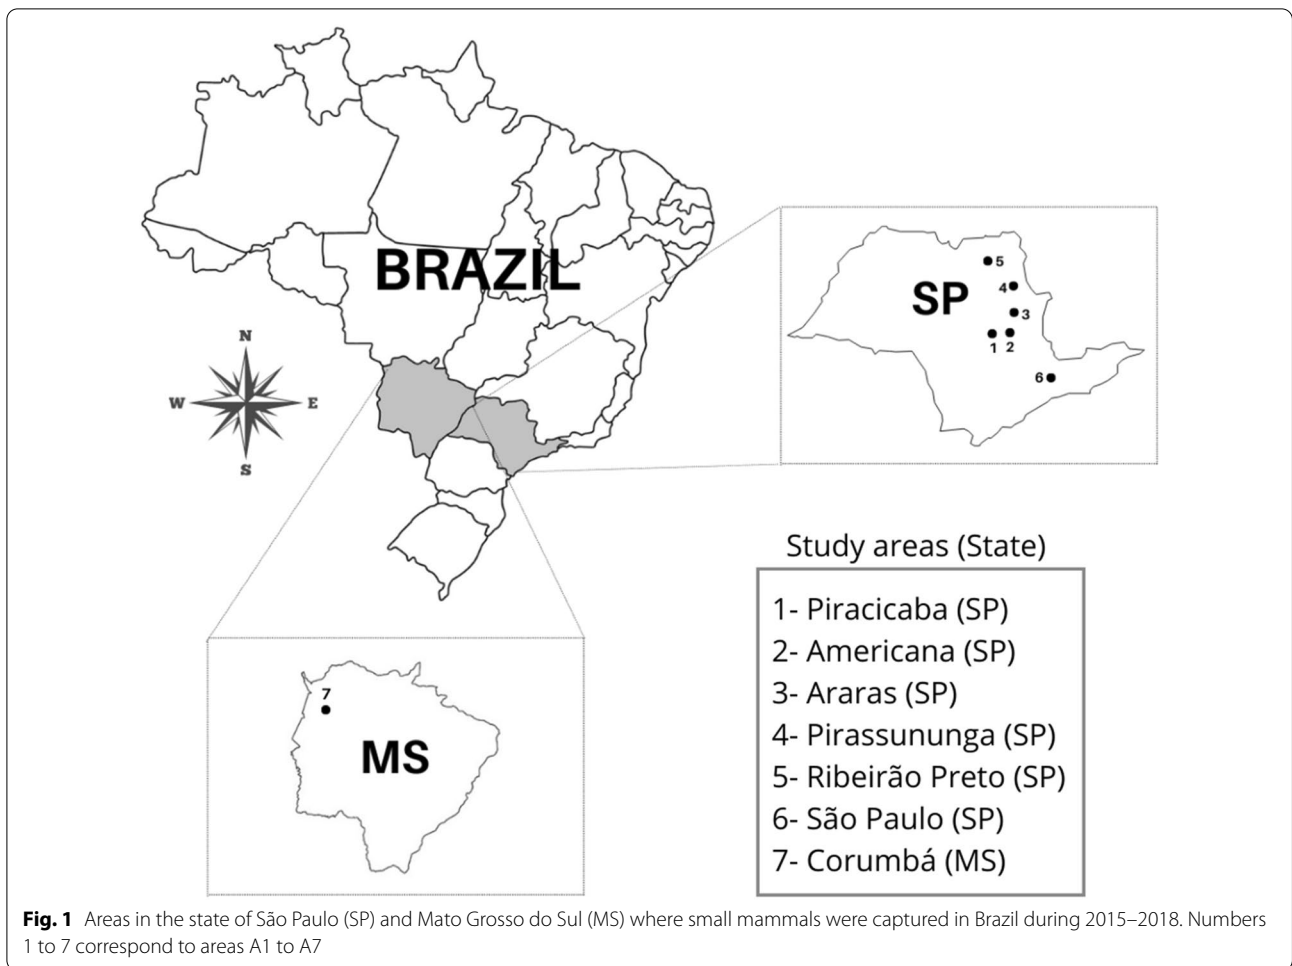 BRAZIL
N
W E
S
SP
5
4
3
1 2
6
7
MS
Study areas (State)
1- Piracicaba (SP)
2- Americana (SP)
3- Araras (SP)
4- Pirassununga (SP)
5- Ribeirão Preto (SP)
6- São Paulo (SP)
7- Corumbá (MS)
Fig. 1 Areas in the state of São Paulo (SP) and Mato Grosso do Sul (MS) where small mammals were captured in Brazil during 2015–2018. Numbers
1 to 7 correspond to areas A1 to A7